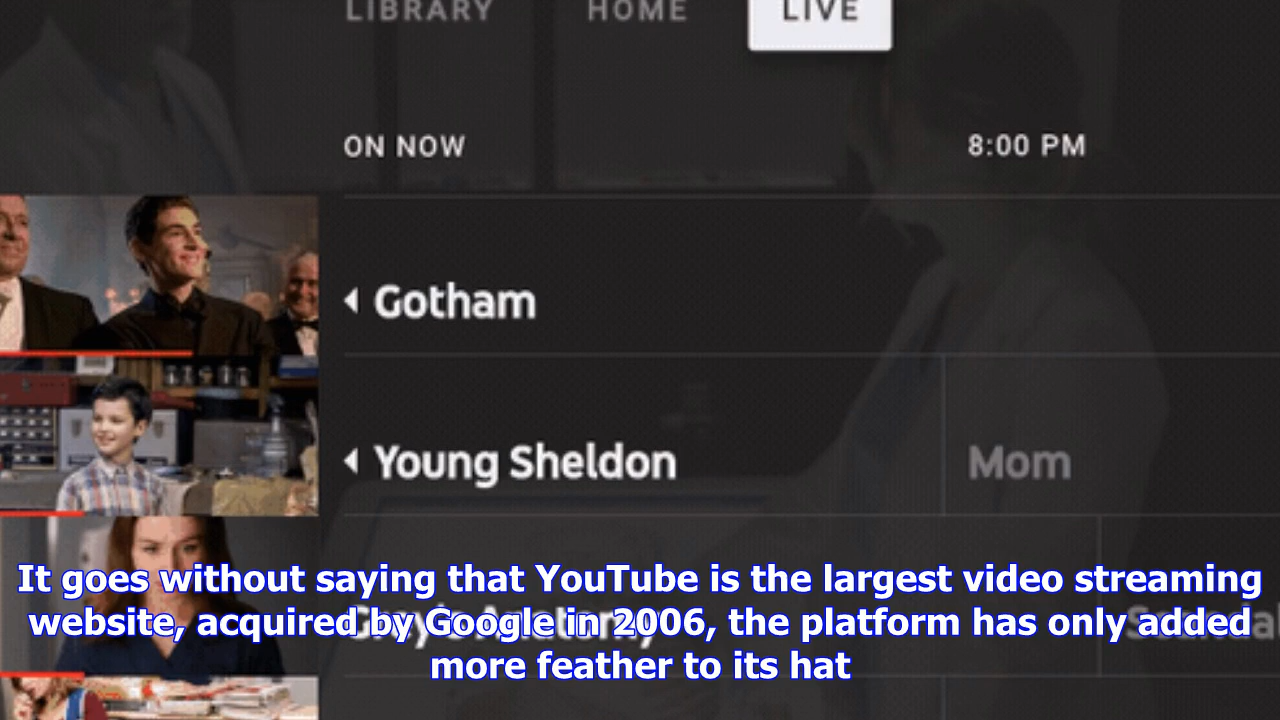 LIBRARY HOME LIVE
ON NOW 8:00 PM
Gotham
Young Sheldon Mom
It goes without saying that YouTube is the largest video streaming
website, acquired by Google in 2006, the platform has only added
more feather to its hat